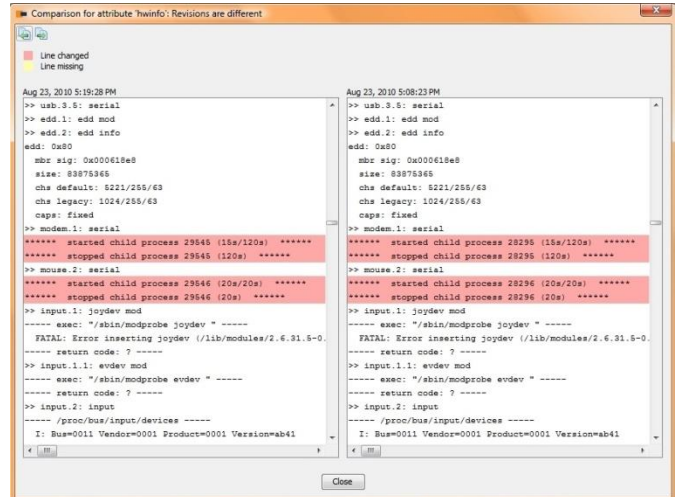 Comparison for attribute 'hwinfo': Revisions are different
Line changed
Line missing
Aug 23, 2010 5:19:28 PM
>> usb.3.5: serial
>> edd.1: edd mod
>> edd.2: edd info
edd: 0x80
mbr sig: 0x000618e8
size: 83875365
chs default: 5221/255/63
chs legacy: 1024/255/63
caps: fixed
>> modem.1: serial
****** started child process 29545 (15s/120s) ******
****** stopped child process 29545 (120s) ******
>> mouse.2: serial
****** started child process 29546 (20s/20s) ******
****** stopped child process 29546 (20s) ******
>> input.1: joydev mod
----- exec: "/sbin/modprobe joydev " -----
FATAL: Error inserting joydev (/lib/modules/2.6.31.5-0.
----- return code: ? -----
>> input.1.1: evdev mod
----- exec: "/sbin/modprobe evdev " -----
----- return code: ? -----
>> input.2: input
----- /proc/bus/input/devices -----
I: Bus=0011 Vendor=0001 Product=0001 Version=ab41
Aug 23, 2010 5:08:23 PM
>> usb.3.5: serial
>> edd.1: edd mod
>> edd.2: edd info
edd: 0x80
mbr sig: 0x000618e8
size: 83875365
chs default: 5221/255/63
chs legacy: 1024/255/63
caps: fixed
>> modem.1: serial
****** started child process 28295 (15s/120s) ******
****** stopped child process 28295 (120s) ******
>> mouse.2: serial
****** started child process 28296 (20s/20s) ******
****** stopped child process 28296 (20s) ******
>> input.1: joydev mod
----- exec: "/sbin/modprobe joydev " -----
FATAL: Error inserting joydev (/lib/modules/2.6.31.5-0.
----- return code: ? -----
>> input.1.1: evdev mod
----- exec: "/sbin/modprobe evdev " -----
----- return code: ? -----
>> input.2: input
----- /proc/bus/input/devices -----
I: Bus=0011 Vendor=0001 Product=0001 Version=ab41
Close